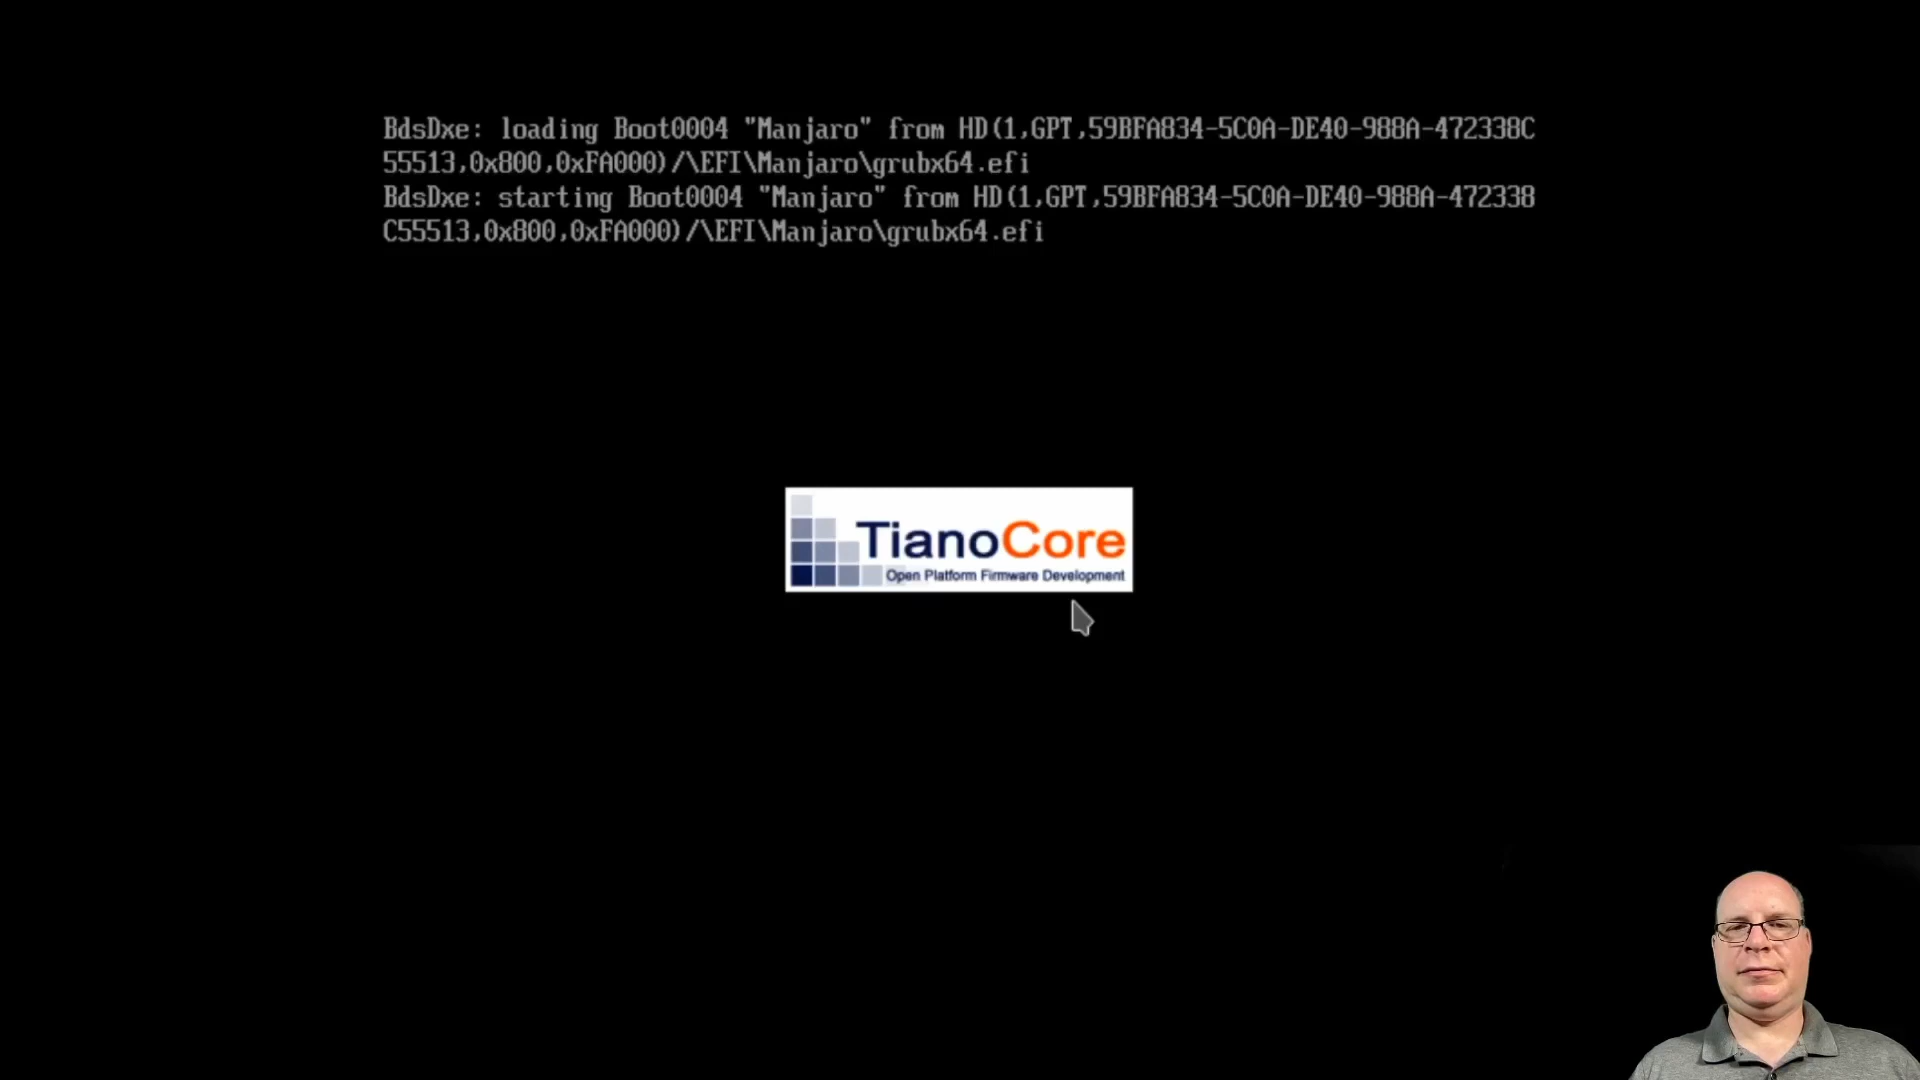 BdsDxe: loading Boot0004 "Manjaro" from HD(1,GPT,59BFA834-5C0A-DE40-988A-472338C
55513,0x800,0xFA000)/\EFI\Manjaro\grubx64.efi
BdsDxe: starting Boot0004 "Manjaro" from HD(1,GPT,59BFA834-5C0A-DE40-988A-472338
C55513,0x800,0xFA000)/\EFI\Manjaro\grubx64.efi
TianoCore
Open Platform Firmware Development